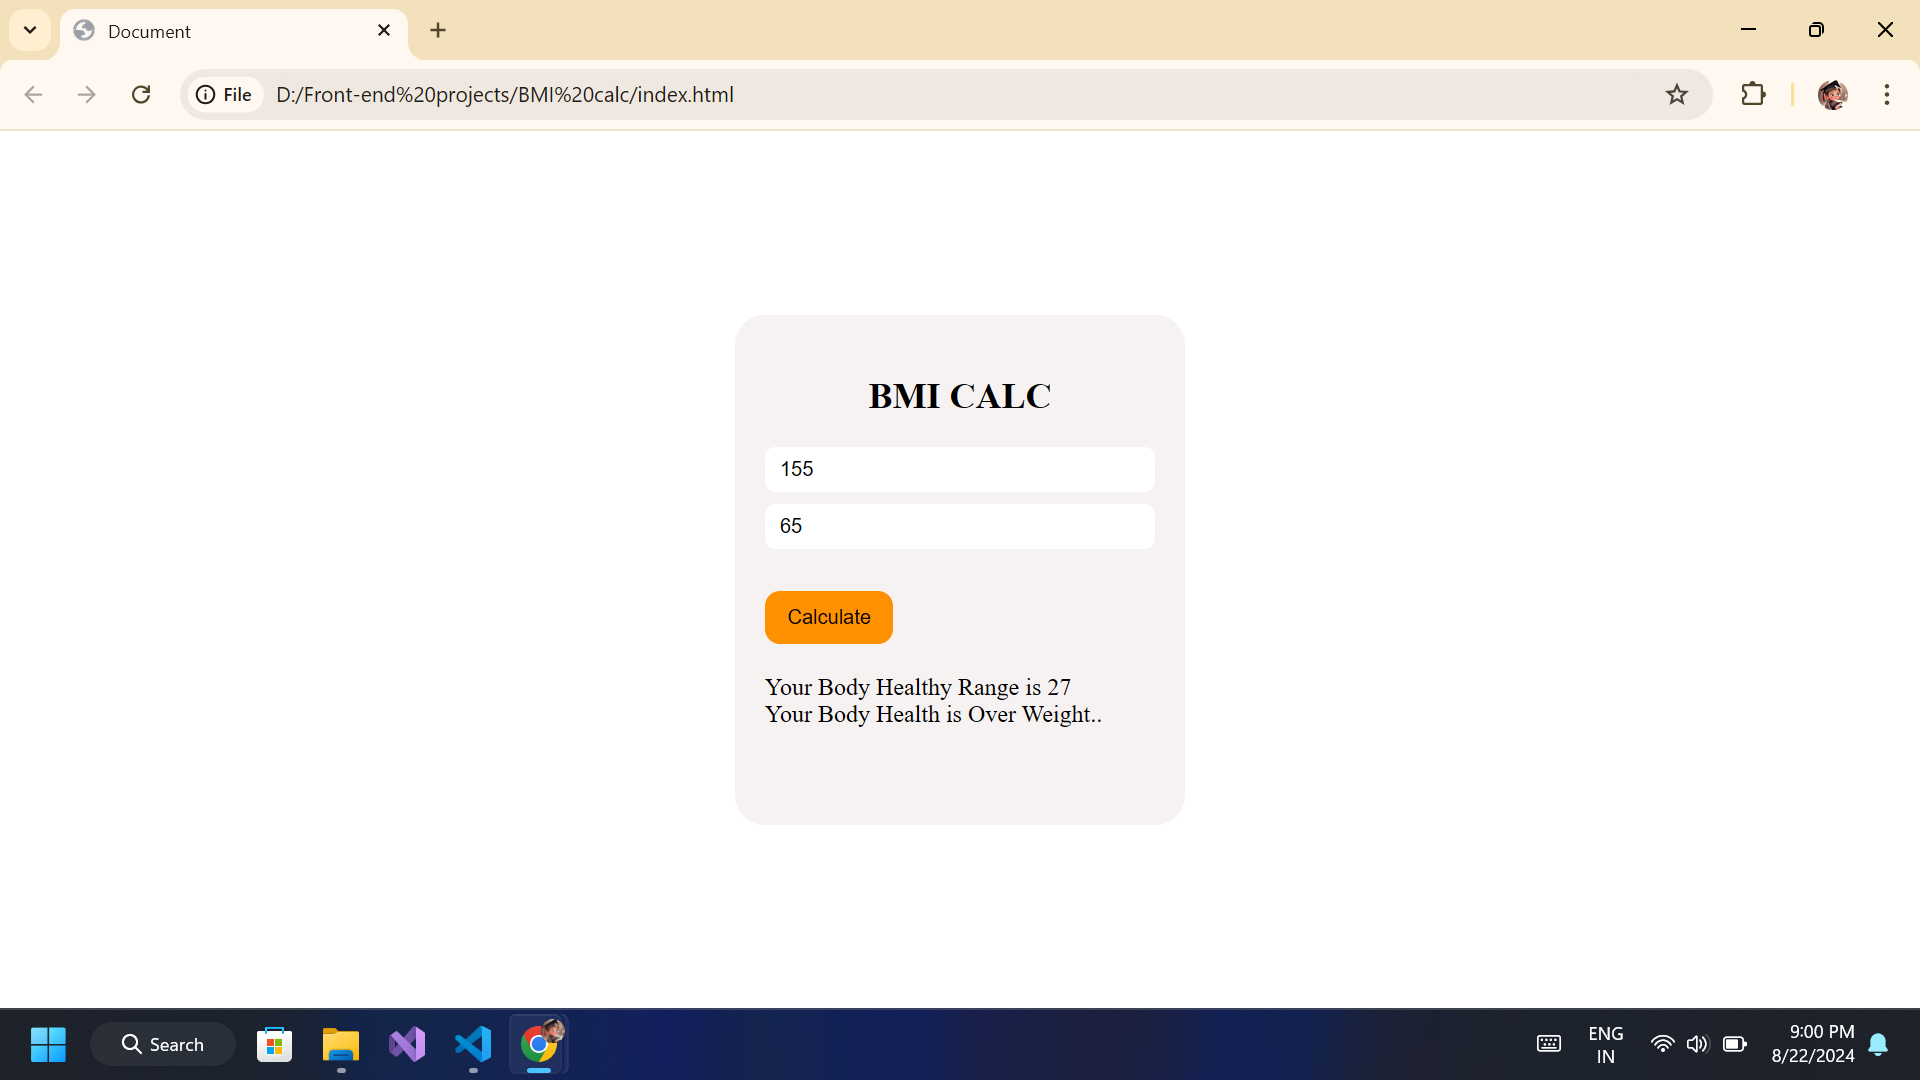 Document
File
D:/Front-end%20projects/BMI%20calc/index.html
BMI CALC
155
65
Calculate
Your Body Healthy Range is 27
Your Body Health is Over Weight..
Search
ENG
IN
9:00 PM
8/22/2024